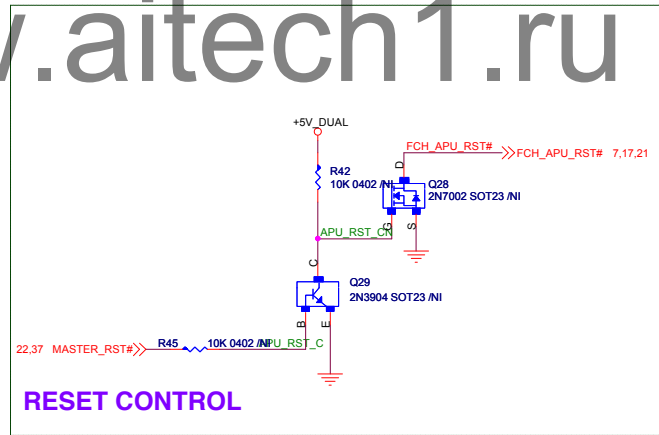 w.aitech1.ru
+5V_DUAL
FCH_APU_RST#
FCH_APU_RST# 7,17,21
R42
10K 0402 /NI
D
Q28
2N7002 SOT23 /NI
G
S
APU_RST_C
C
Q29
2N3904 SOT23 /NI
B
E
22,37 MASTER_RST#
R45
10K 0402 /NI
PU_RST_C
RESET CONTROL